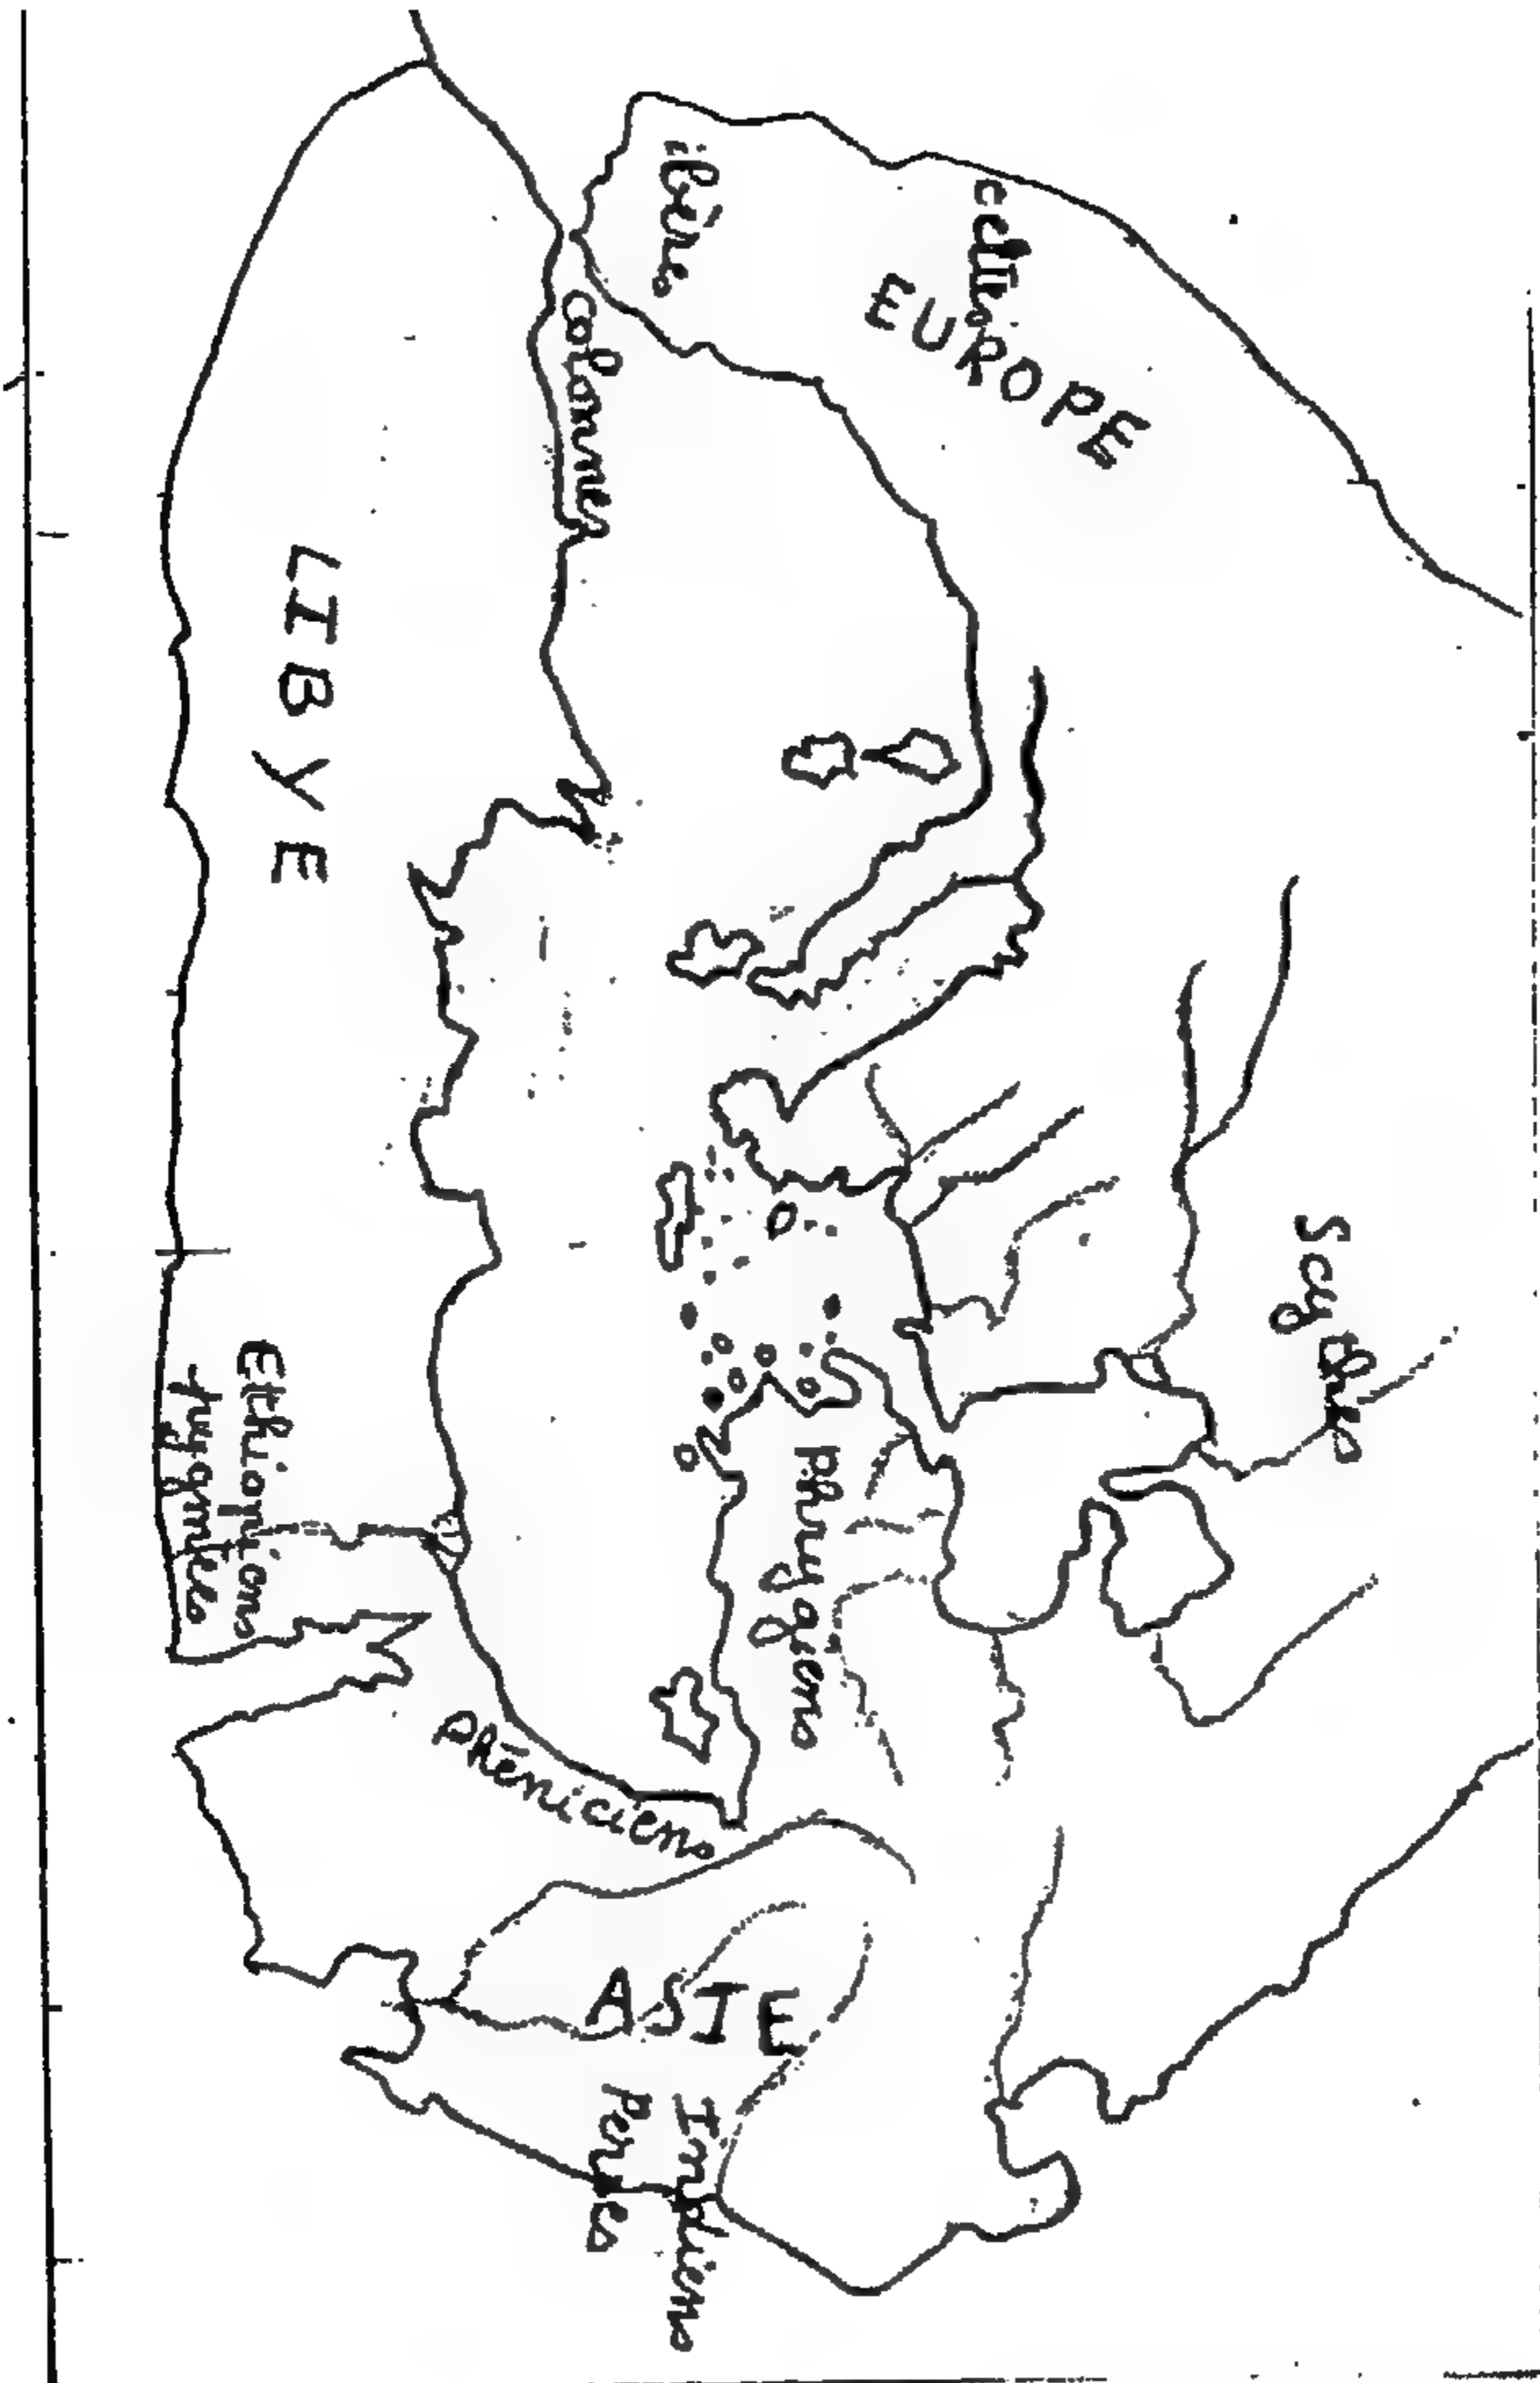 ibères
celtes
EUROPE
colonnes
LIBYE
Scythes
Ethiopiens
pygmées
Phrygiens
Phéniciens
ASIE
Indiens
Perses